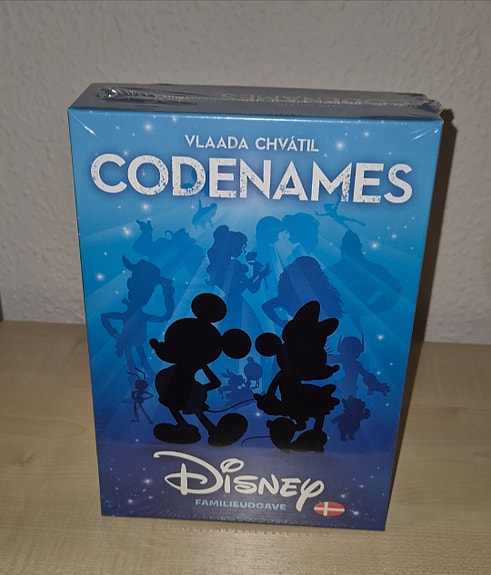 VLAADA CHVÁTIL
CODENAMES
Disney
FAMILIEUDGAVE